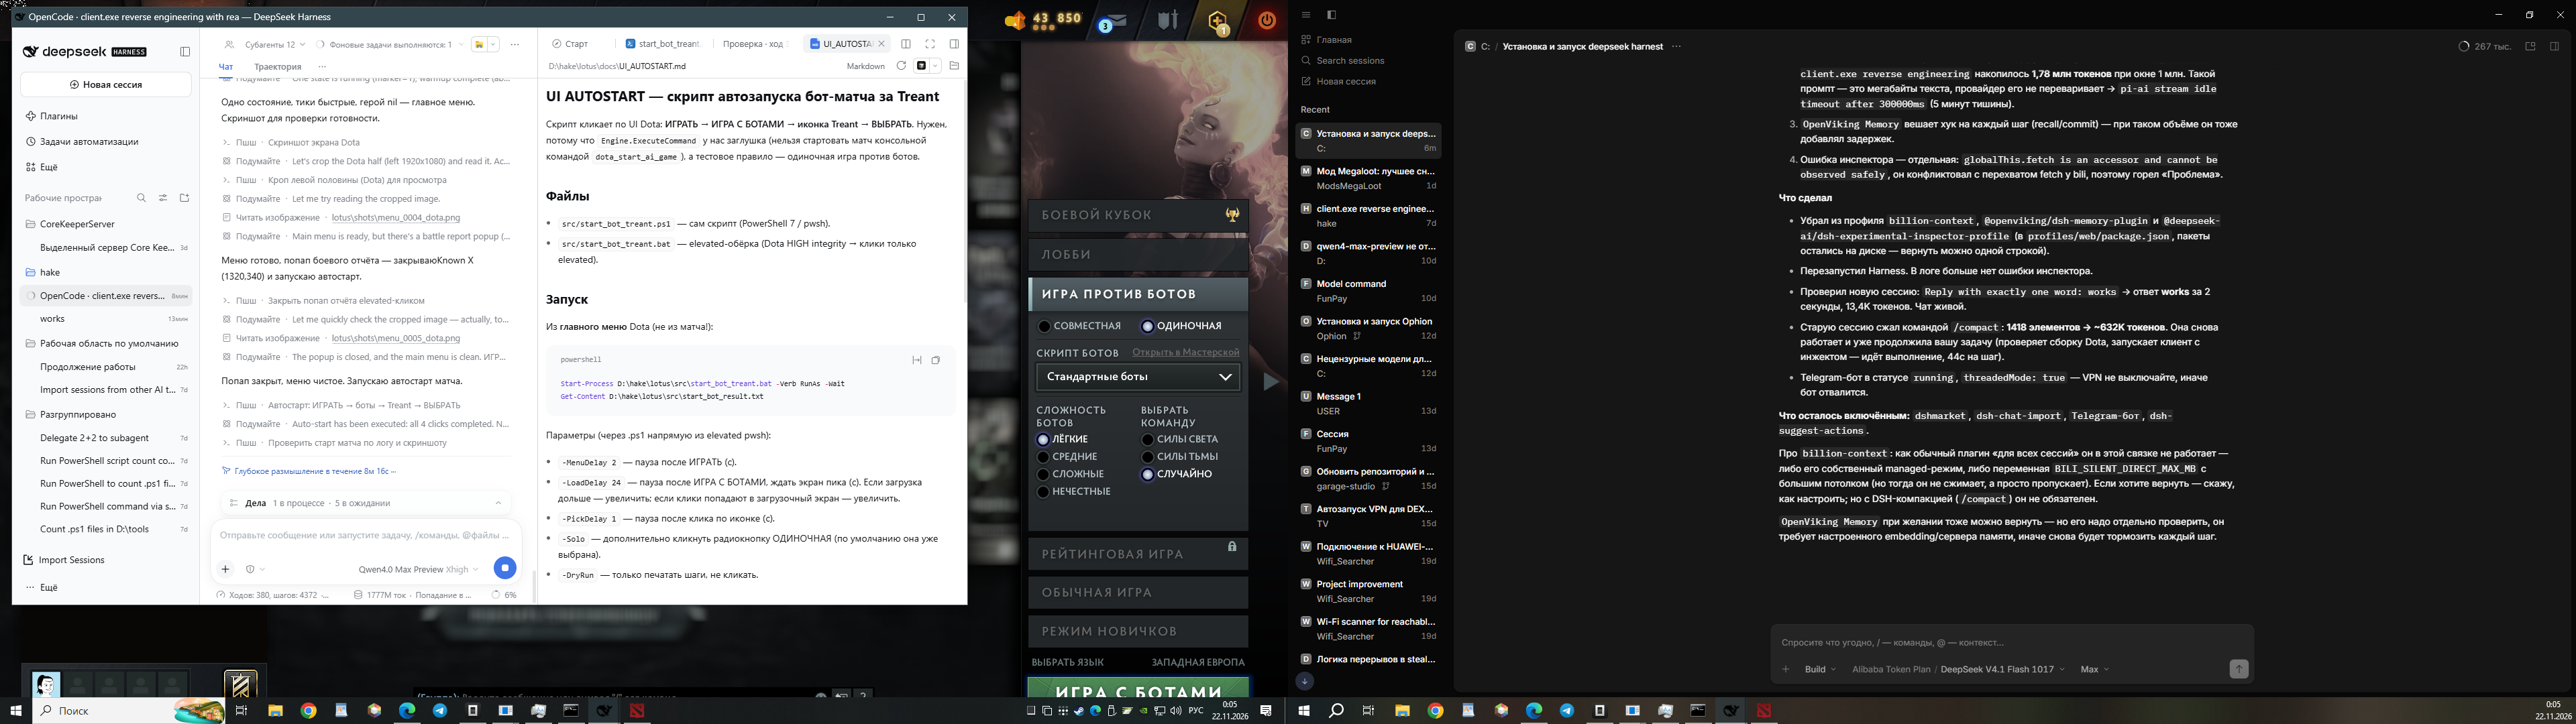 OpenCode · client.exe reverse engineering with rea — DeepSeek Harness
deepseek HARNESS
Новая сессия
Плагины
Задачи автоматизации
Ещё
Рабочие простран
CoreKeeperServer
Выделенный сервер Core Kee... 3d
hake
OpenCode · client.exe revers... 8мин
works 13мин
Рабочая область по умолчанию
Продолжение работы 22h
Import sessions from other AI t... 7d
Разгруппировано
Delegate 2+2 to subagent 7d
Run PowerShell script count co... 7d
Run PowerShell to count .ps1 fi... 7d
Run PowerShell command via s... 7d
Count .ps1 files in D:\tools 7d
Import Sessions
Ещё
Субагенты 12
Фоновые задачи выполняются: 1
Чат
Траектория
Подумайте · One state is running (marker=1), warmup complete (ab...
Одно состояние, тики быстрые, герой nil — главное меню.
Скриншот для проверки готовности.
Пшш · Скриншот экрана Dota
Подумайте · Let's crop the Dota half (left 1920x1080) and read it. Ac...
Пшш · Кроп левой половины (Dota) для просмотра
Подумайте · Let me try reading the cropped image.
Читать изображение · lotus\shots\menu_0004_dota.png
Подумайте · Main menu is ready, but there's a battle report popup (...
Меню готово, попап боевого отчёта — закрываюKnown X
(1320,340) и запускаю автостарт.
Пшш · Закрыть попап отчёта elevated-кликом
Подумайте · Let me quickly check the cropped image — actually, to...
Читать изображение · lotus\shots\menu_0005_dota.png
Подумайте · The popup is closed, and the main menu is clean. ИГР...
Попап закрыт, меню чистое. Запускаю автостарт матча.
Пшш · Автостарт: ИГРАТЬ → боты → Treant → ВЫБРАТЬ
Подумайте · Auto-start has been executed: all 4 clicks completed. N...
Пшш · Проверить старт матча по логу и скриншоту
Глубокое размышление в течение 8м 16с
Дела 1 в процессе · 5 в ожидании
Отправьте сообщение или запустите задачу, /команды, @файлы ...
Qwen4.0 Max Preview Xhigh
Ходов: 380, шагов: 4372 ·...
1777M ток · Попадание в ...
6%
Старт
start_bot_treant
Проверка · ход 3
UI_AUTOSTA
D:\hake\lotus\docs\UI_AUTOSTART.md
Markdown
UI AUTOSTART — скрипт автозапуска бот-матча за Treant
Скрипт кликает по UI Dota: ИГРАТЬ → ИГРА С БОТАМИ → иконка Treant → ВЫБРАТЬ. Нужен,
потому что Engine.ExecuteCommand у нас заглушка (нельзя стартовать матч консольной
командой dota_start_ai_game ), а тестовое правило — одиночная игра против ботов.
Файлы
src/start_bot_treant.ps1 — сам скрипт (PowerShell 7 / pwsh).
src/start_bot_treant.bat — elevated-обёрка (Dota HIGH integrity → клики только
elevated).
Запуск
Из главного меню Dota (не из матча!):
powershell
Start-Process D:\hake\lotus\src\start_bot_treant.bat -Verb RunAs -Wait
Get-Content D:\hake\lotus\src\start_bot_result.txt
Параметры (через .ps1 напрямую из elevated pwsh):
-MenuDelay 2 — пауза после ИГРАТЬ (с).
-LoadDelay 24 — пауза после ИГРА С БОТАМИ, ждать экран пика (с). Если загрузка
дольше — увеличить; если клики попадают в загрузочный экран — увеличить.
-PickDelay 1 — пауза после клика по иконке (с).
-Solo — дополнительно кликнуть радиокнопку ОДИНОЧНАЯ (по умолчанию она уже
выбрана).
-DryRun — только печатать шаги, не кликать.
43 850
3
1
БОЕВОЙ КУБОК
ЛОББИ
ИГРА ПРОТИВ БОТОВ
СОВМЕСТНАЯ
ОДИНОЧНАЯ
СКРИПТ БОТОВ
Открыть в Мастерской
Стандартные боты
СЛОЖНОСТЬ БОТОВ
ВЫБРАТЬ КОМАНДУ
ЛЁГКИЕ
СИЛЫ СВЕТА
СРЕДНИЕ
СИЛЫ ТЬМЫ
СЛОЖНЫЕ
СЛУЧАЙНО
НЕЧЕСТНЫЕ
РЕЙТИНГОВАЯ ИГРА
ОБЫЧНАЯ ИГРА
РЕЖИМ НОВИЧКОВ
ВЫБРАТЬ ЯЗЫК
ЗАПАДНАЯ ЕВРОПА
ИГРА С БОТАМИ
Главная
Search sessions
Новая сессия
Recent
Установка и запуск deeps...
C: 6m
Мод Megaloot: лучшее сн...
ModsMegaLoot 1d
client.exe reverse enginee...
hake 7d
qwen4-max-preview не от...
D: 10d
Model command
FunPay 10d
Установка и запуск Ophion
Ophion 12d
Нецензурные модели дл...
C: 12d
Message 1
USER 13d
Сессия
FunPay 13d
Обновить репозиторий и ...
garage-studio 15d
Автозапуск VPN для DEX...
TV 15d
Подключение к HUAWEI-...
Wifi_Searcher 19d
Project improvement
Wifi_Searcher 19d
Wi-Fi scanner for reachabl...
Wifi_Searcher 19d
Логика перерывов в steal...
C: / Установка и запуск deepseek harnest
267 тыс.
client.exe reverse engineering накопилось 1,78 млн токенов при окне 1 млн. Такой
промпт — это мегабайты текста, провайдер его не переваривает → pi-ai stream idle
timeout after 300000ms (5 минут тишины).
3. OpenViking Memory вешает хук на каждый шаг (recall/commit) — при таком объёме он тоже
добавлял задержек.
4. Ошибка инспектора — отдельная: globalThis.fetch is an accessor and cannot be
observed safely, он конфликтовал с перехватом fetch у bili, поэтому горел «Проблема».
Что сделал
Убрал из профиля billion-context, @openviking/dsh-memory-plugin и @deepseek-
ai/dsh-experimental-inspector-profile (в profiles/web/package.json, пакеты
остались на диске — вернуть можно одной строкой).
Перезапустил Harness. В логе больше нет ошибки инспектора.
Проверил новую сессию: Reply with exactly one word: works → ответ works за 2
секунды, 13,4K токенов. Чат живой.
Старую сессию сжал командой /compact: 1418 элементов → ~632K токенов. Она снова
работает и уже продолжила вашу задачу (проверяет сборку Dota, запускает клиент с
инжектом — идёт выполнение, 44с на шаг).
Telegram-бот в статусе running, threadedMode: true — VPN не выключайте, иначе
бот отвалится.
Что осталось включённым: dshmarket, dsh-chat-import, Telegram-бот, dsh-
suggest-actions.
Про billion-context: как обычный плагин «для всех сессий» он в этой связке не работает —
либо его собственный managed-режим, либо переменная BILI_SILENT_DIRECT_MAX_MB с
большим потолком (но тогда он не сжимает, а просто пропускает). Если хотите вернуть — скажу,
как настроить; но с DSH-компакцией (/compact) он не обязателен.
OpenViking Memory при желании тоже можно вернуть — но его надо отдельно проверить, он
требует настроенного embedding/сервера памяти, иначе снова будет тормозить каждый шаг.
Спросите что угодно, / — команды, @ — контекст...
Build
Alibaba Token Plan / DeepSeek V4.1 Flash 1017
Max
Поиск
РУС
0:05
22.11.2026
0:05
22.11.2026